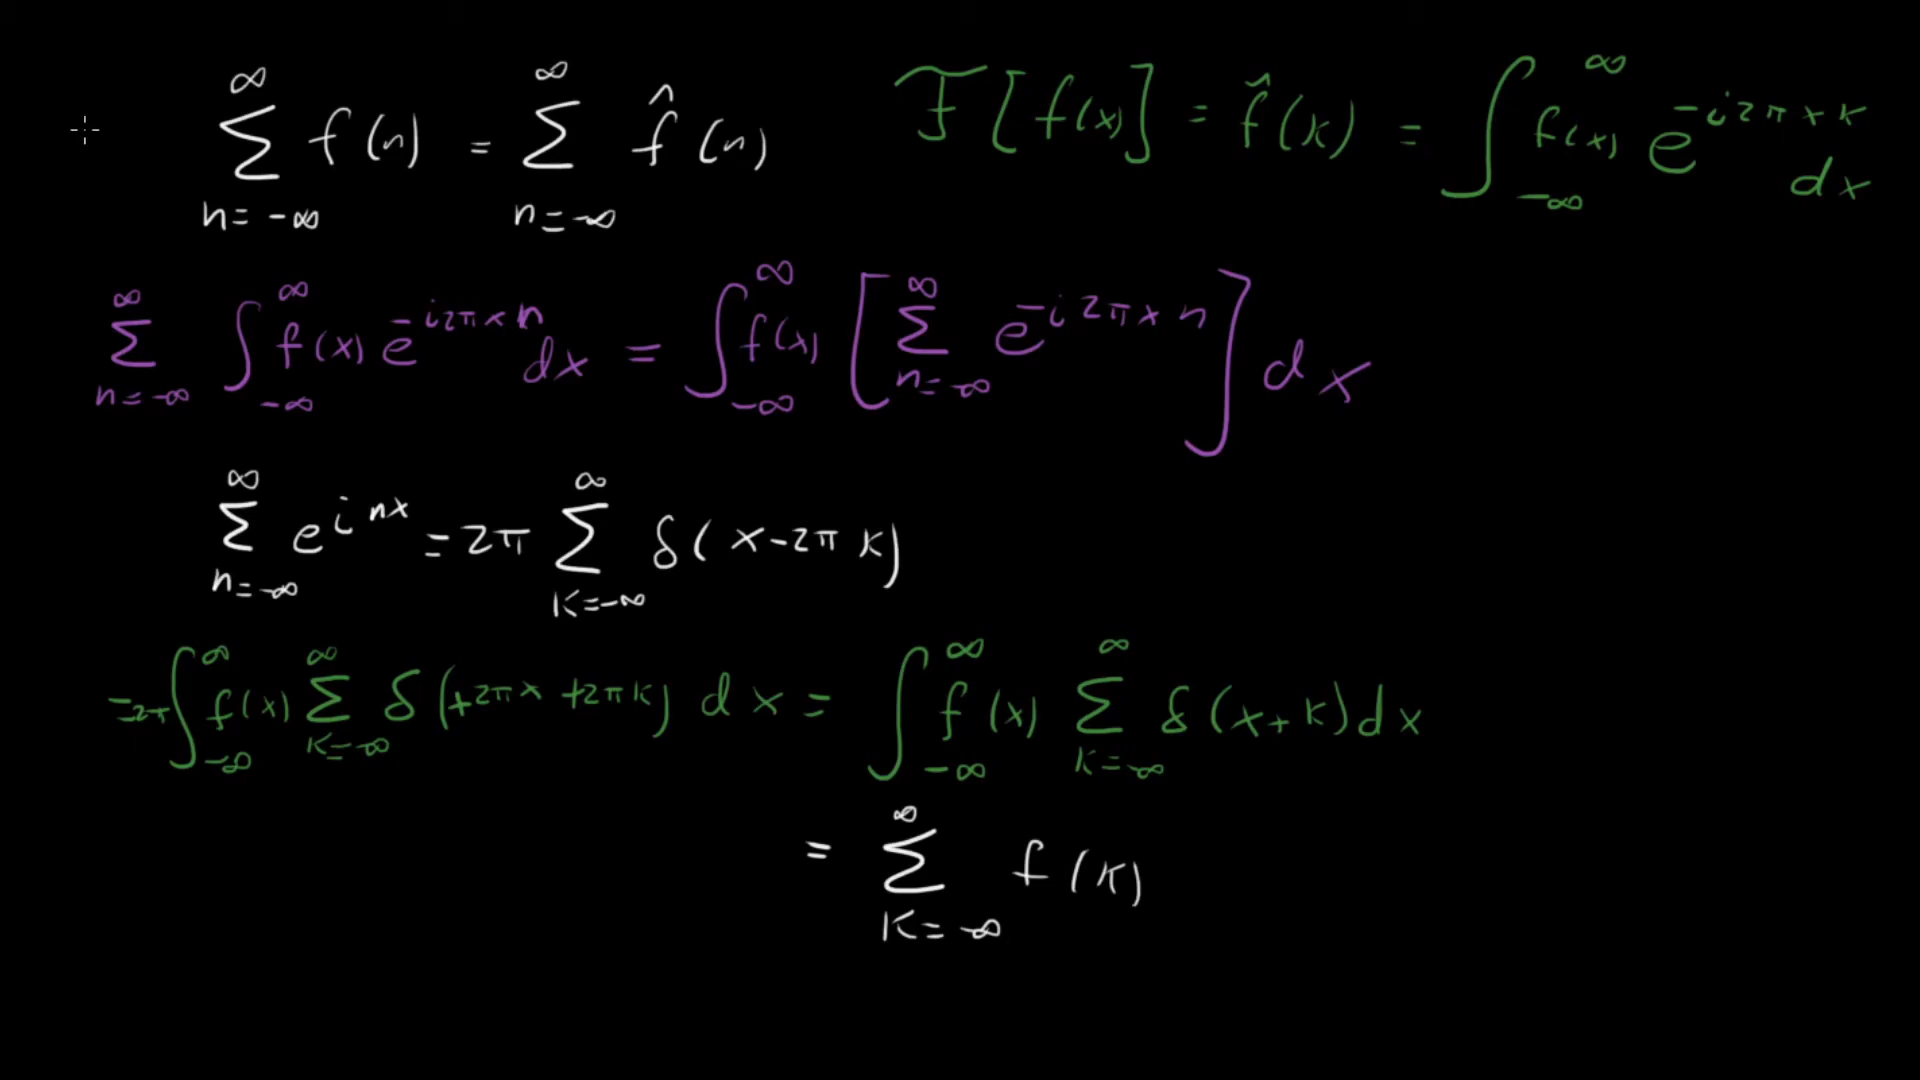 ∑_{n=-∞}^{∞} f(n) = ∑_{n=-∞}^{∞} f̂(n)    ℱ[f(x)] = f̂(k) = ∫_{-∞}^{∞} f(x) e^{-i2πxk} dx
∑_{n=-∞}^{∞} ∫_{-∞}^{∞} f(x) e^{-i2πxn} dx = ∫_{-∞}^{∞} f(x) [∑_{n=-∞}^{∞} e^{-i2πxn}] dx
∑_{n=-∞}^{∞} e^{inx} = 2π ∑_{k=-∞}^{∞} δ(x-2πk)
=2π ∫_{-∞}^{∞} f(x) ∑_{k=-∞}^{∞} δ(+2πx+2πk) dx = ∫_{-∞}^{∞} f(x) ∑_{k=-∞}^{∞} δ(x+k)dx
= ∑_{k=-∞}^{∞} f(k)